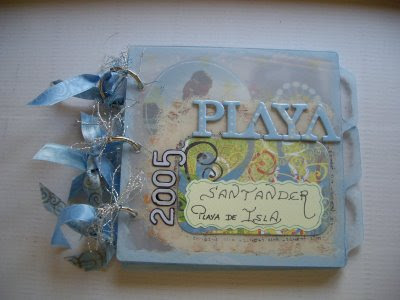 PLAYA
2005
SANTANDER
PLAYA DE ISLA